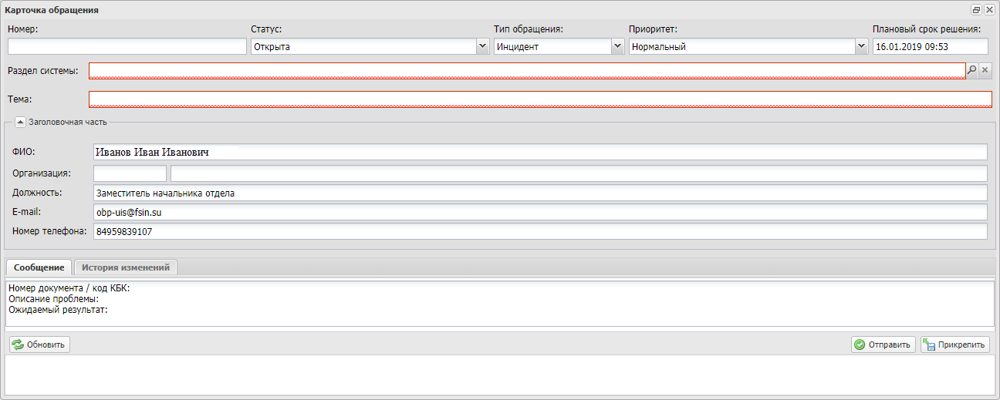 Карточка обращения
Номер: Статус: Тип обращения: Приоритет: Плановый срок решения:
Открыта Инцидент Нормальный 16.01.2019 09:53
Раздел системы:
Тема:
Заголовочная часть
ФИО: Иванов Иван Иванович
Организация:
Должность: Заместитель начальника отдела
E-mail: obp-uis@fsin.su
Номер телефона: 84959839107
Сообщение История изменений
Номер документа / код КБК:
Описание проблемы:
Ожидаемый результат:
Обновить Отправить Прикрепить